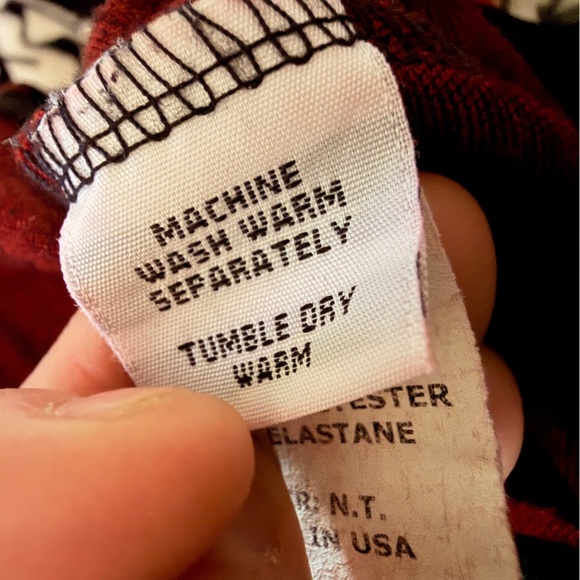 MACHINE
WASH WARM
SEPARATELY
TUMBLE DRY
WARM
ESTER
ELASTANE
R: N.T.
IN USA